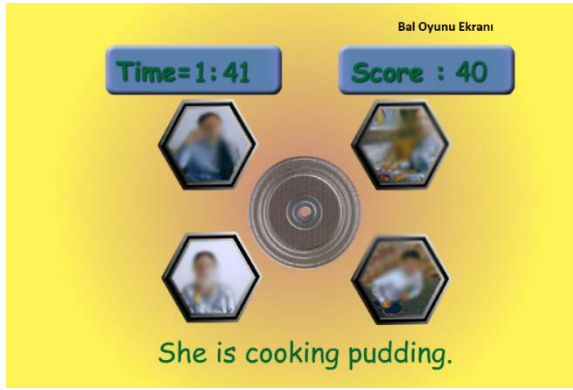 Bal Oyunu Ekranı
Time=1:41
Score : 40
She is cooking pudding.